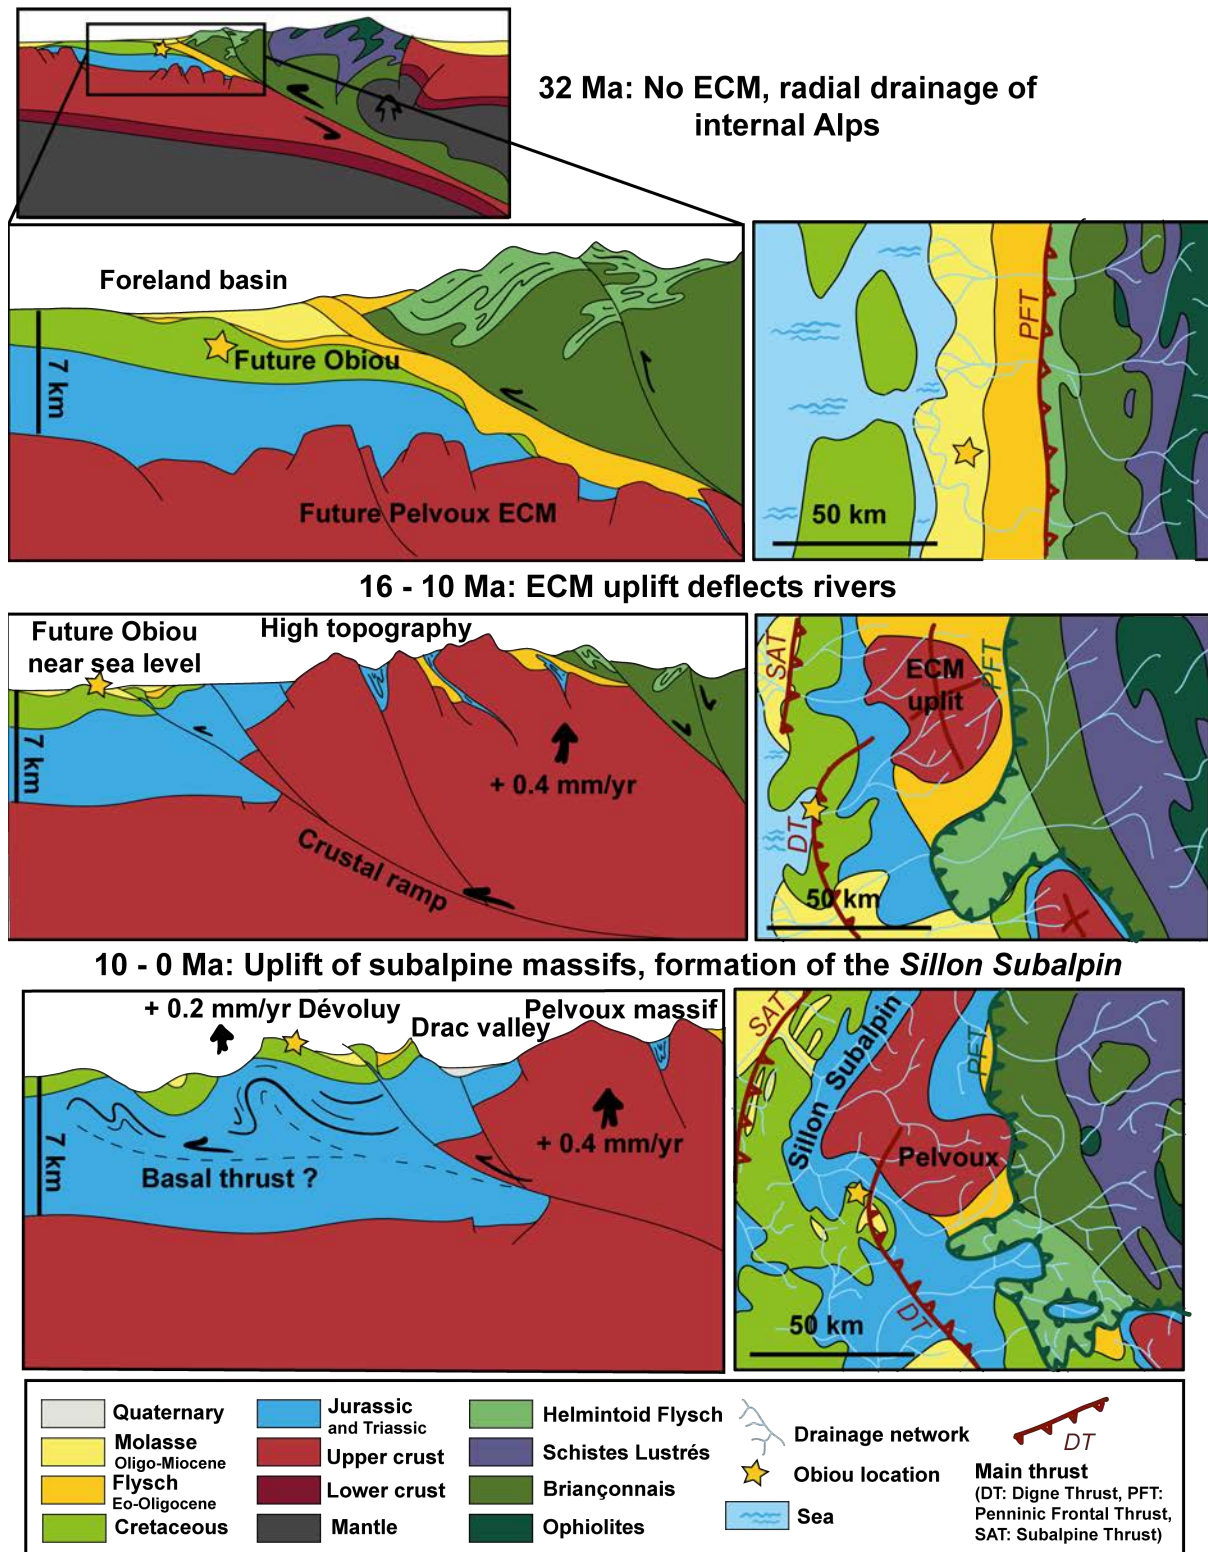 32 Ma: No ECM, radial drainage of
internal Alps
Foreland basin
7 km
Future Obiou
Future Pelvoux ECM
PFT
50 km
16 - 10 Ma: ECM uplift deflects rivers
Future Obiou
near sea level
High topography
7 km
+ 0.4 mm/yr
Crustal ramp
SAT
ECM
uplit
PFT
DT
50 km
10 - 0 Ma: Uplift of subalpine massifs, formation of the Sillon Subalpin
+ 0.2 mm/yr Dévoluy
Drac valley
Pelvoux massif
7 km
+ 0.4 mm/yr
Basal thrust ?
SAT
Sillon Subalpin
PFT
Pelvoux
DT
50 km
Quaternary
Molasse
Oligo-Miocene
Flysch
Eo-Oligocene
Cretaceous
Jurassic
and Triassic
Upper crust
Lower crust
Mantle
Helmintoid Flysch
Schistes Lustrés
Briançonnais
Ophiolites
Drainage network
Obiou location
Sea
DT
Main thrust
(DT: Digne Thrust, PFT:
Penninic Frontal Thrust,
SAT: Subalpine Thrust)